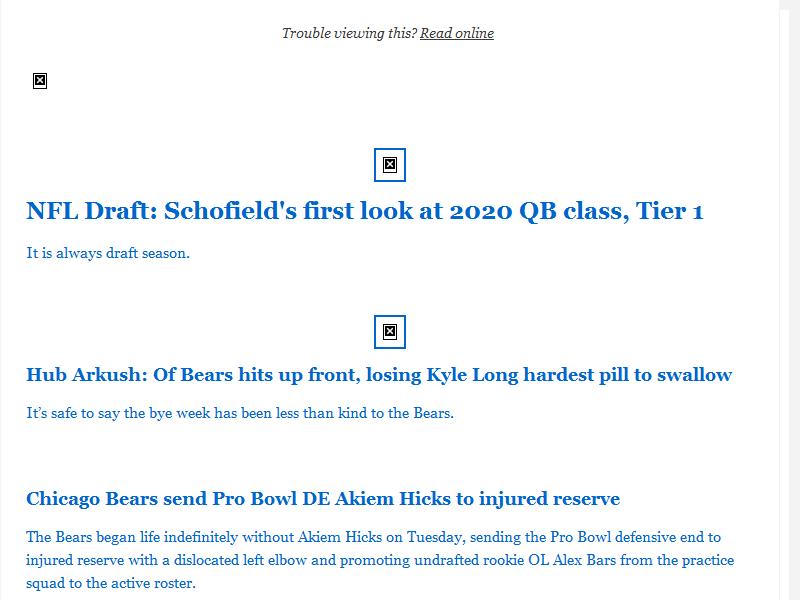 Trouble viewing this? Read online
NFL Draft: Schofield's first look at 2020 QB class, Tier 1
It is always draft season.
Hub Arkush: Of Bears hits up front, losing Kyle Long hardest pill to swallow
It’s safe to say the bye week has been less than kind to the Bears.
Chicago Bears send Pro Bowl DE Akiem Hicks to injured reserve
The Bears began life indefinitely without Akiem Hicks on Tuesday, sending the Pro Bowl defensive end to
injured reserve with a dislocated left elbow and promoting undrafted rookie OL Alex Bars from the practice
squad to the active roster.